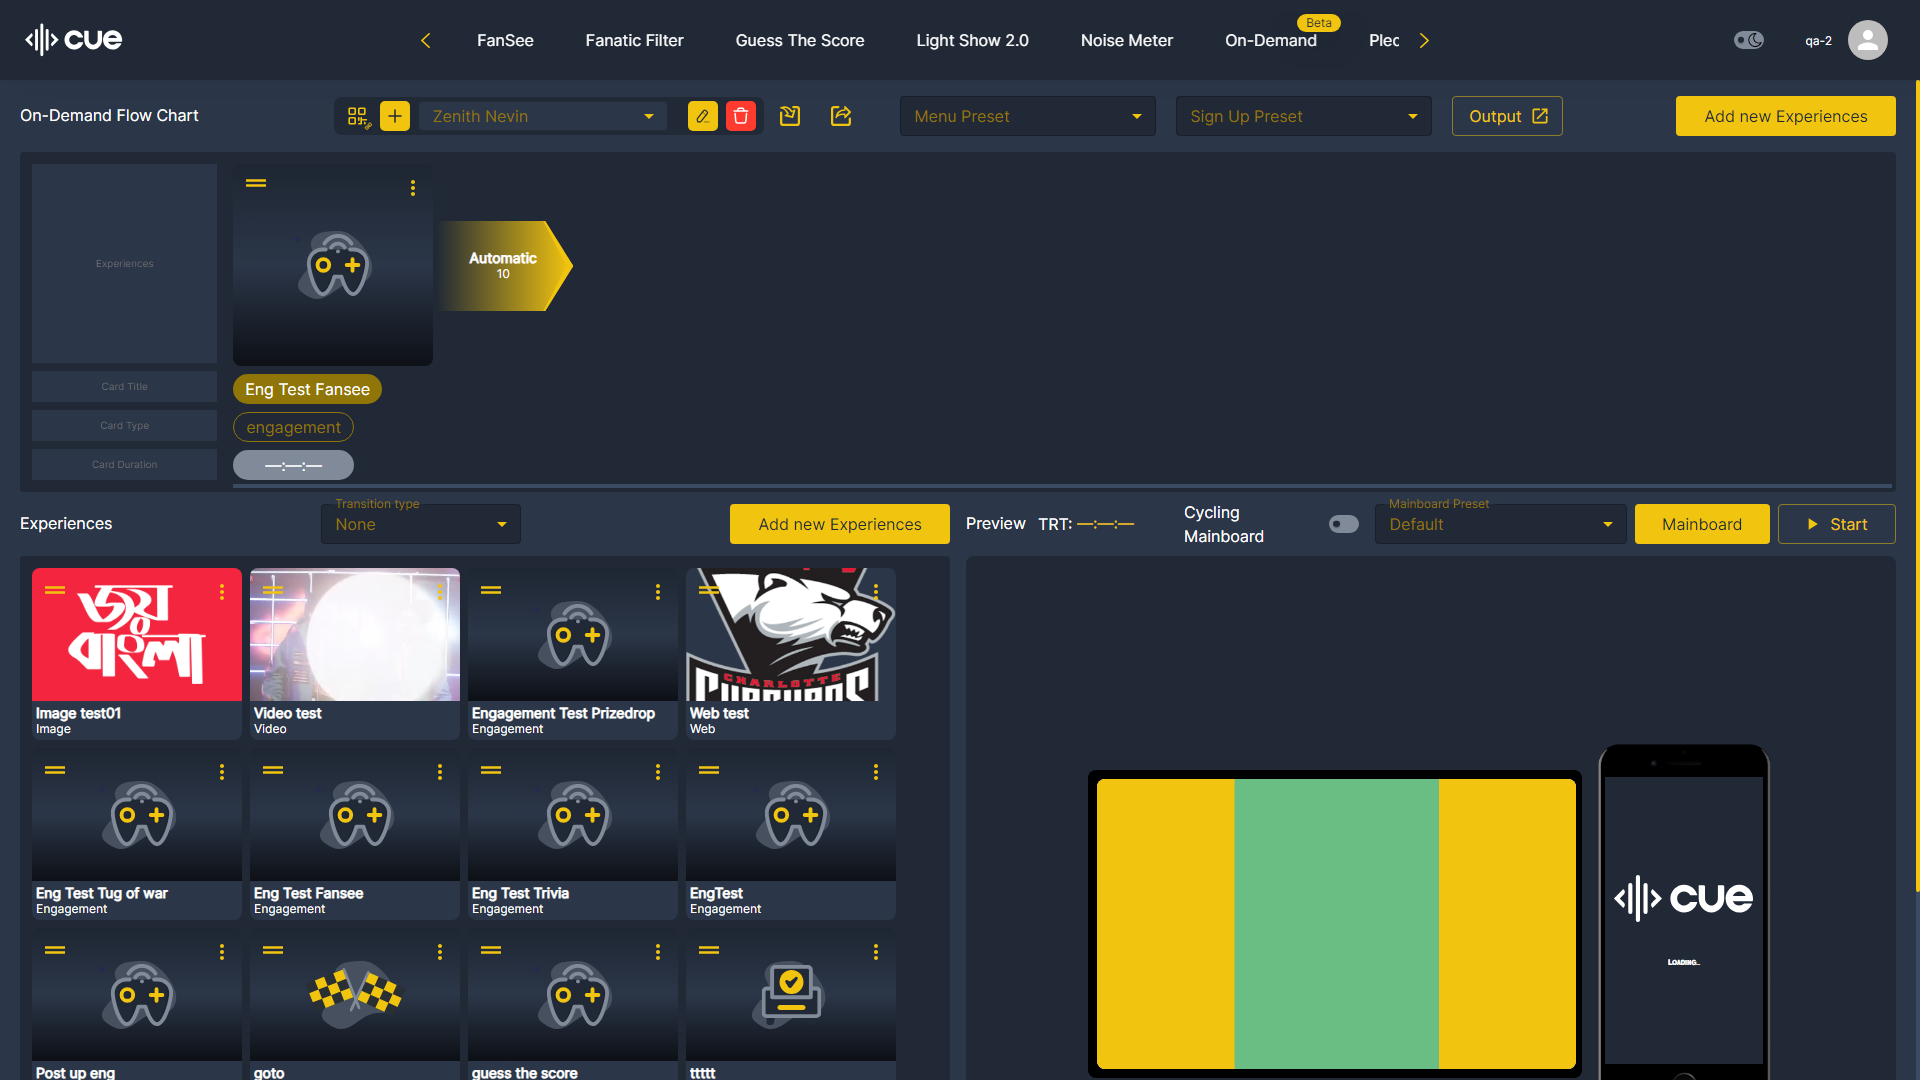 cue
FanSee
Fanatic Filter
Guess The Score
Light Show 2.0
Noise Meter
On-Demand
Beta
qa-2
On-Demand Flow Chart
Zenith Nevin
Menu Preset
Sign Up Preset
Output
Add new Experiences
Experiences
Automatic
10
Card Title
Eng Test Fansee
Card Type
engagement
Card Duration
—:—:—
Experiences
Transition type
None
Add new Experiences
Preview
TRT: —:—:—
Cycling
Mainboard
Mainboard Preset
Default
Mainboard
Start
জয়
বাংলা
CHARLOTTE
Image test01
Image
Video test
Video
Engagement Test Prizedrop
Engagement
Web test
Web
Eng Test Tug of war
Engagement
Eng Test Fansee
Engagement
Eng Test Trivia
Engagement
EngTest
Engagement
cue
Loading...
Post up eng
goto
guess the score
ttttt